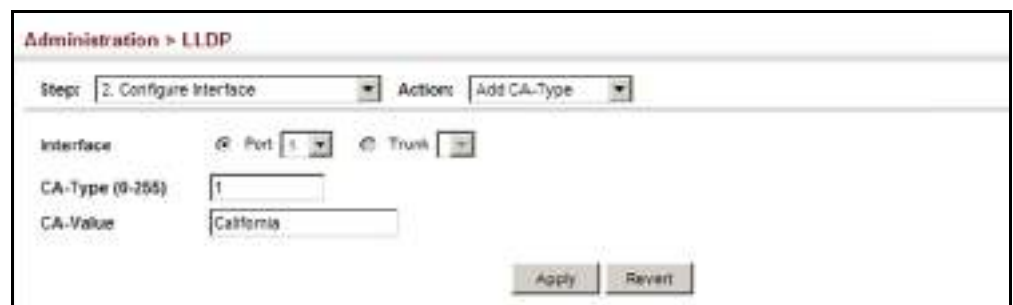 Administration > LLDP
Step: 2. Configure Interface Action: Add CA-Type
Interface Port 1 Trunk
CA-Type (0-255) 1
CA-Value California
Apply Revert